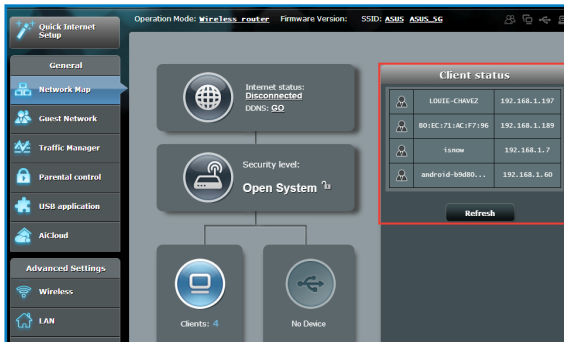 Quick Internet
Setup
Operation Mode: Wireless router Firmware Version: SSID: ASUS ASUS_5G
General
Network Map
Guest Network
Traffic Manager
Parental control
USB application
AiCloud
Advanced Settings
Wireless
LAN
Internet status:
Disconnected
DDNS: GO
Security level:
Open System
Clients: 4
No Device
Client status
LOUIE-CHAVEZ 192.168.1.197
B0:EC:71:AC:F7:96 192.168.1.189
isnow 192.168.1.7
android-b9d80... 192.168.1.60
Refresh